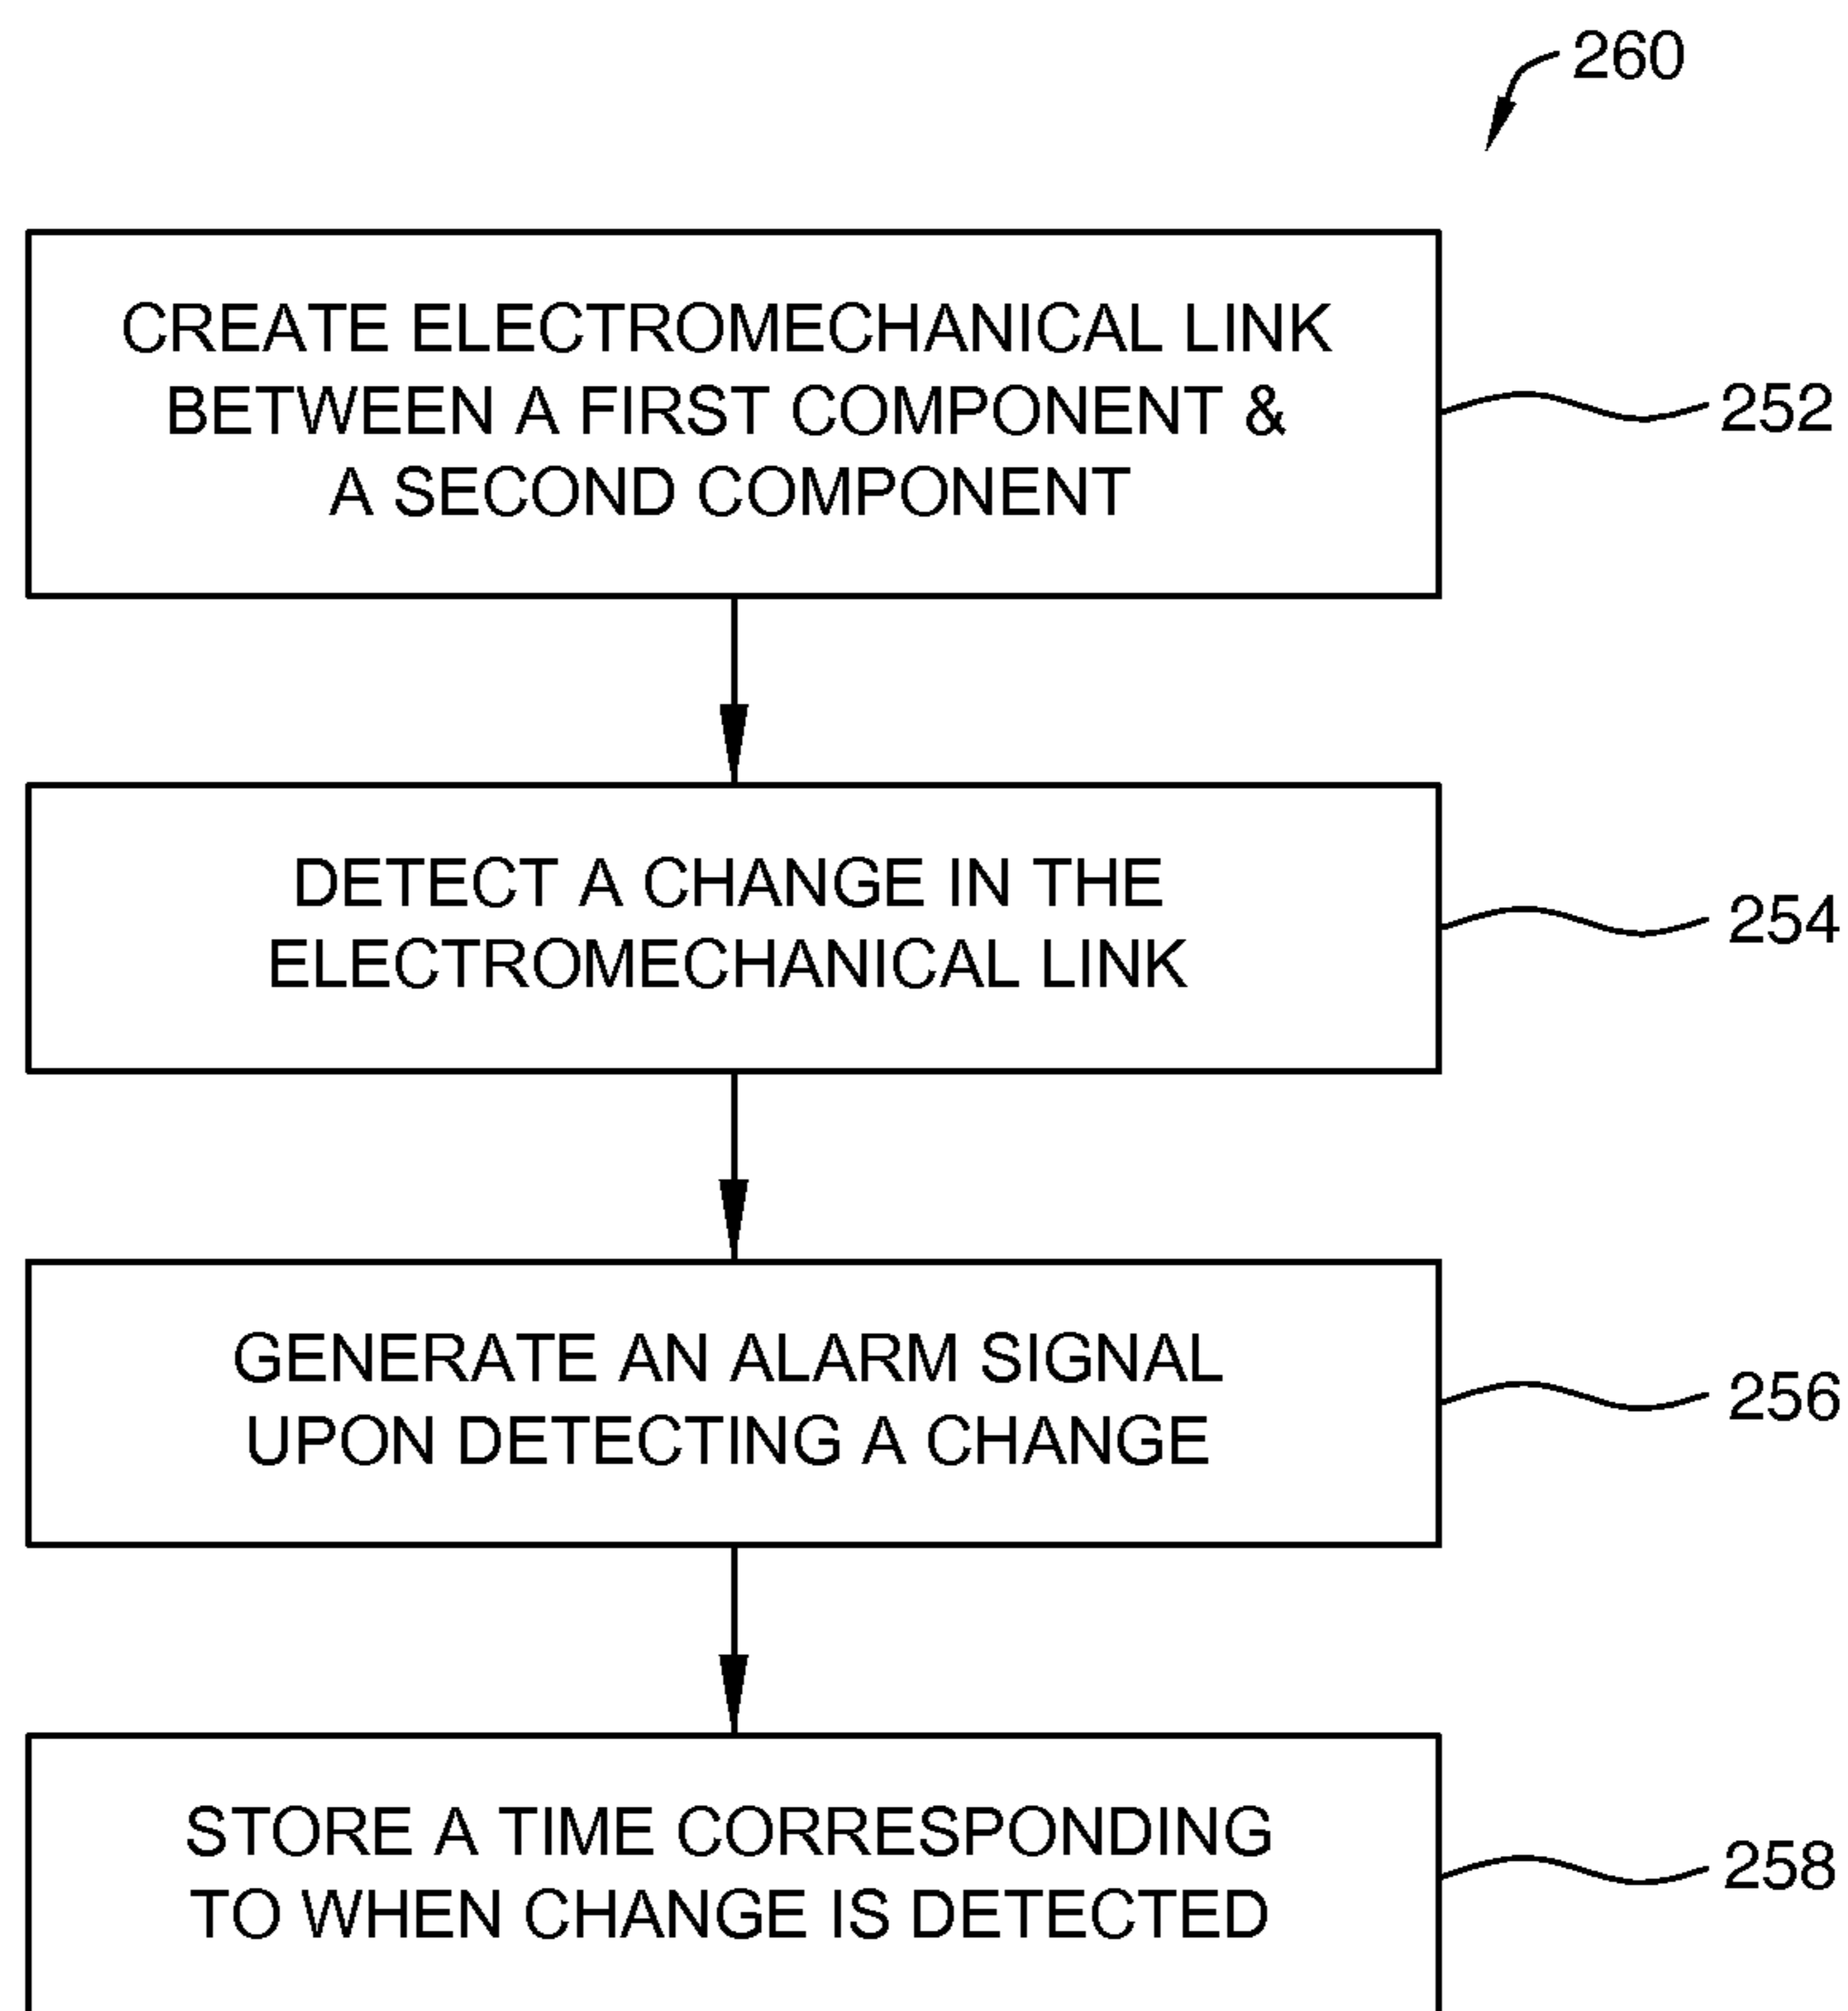 260
CREATE ELECTROMECHANICAL LINK
BETWEEN A FIRST COMPONENT &
A SECOND COMPONENT
252
DETECT A CHANGE IN THE
ELECTROMECHANICAL LINK
254
GENERATE AN ALARM SIGNAL
UPON DETECTING A CHANGE
256
STORE A TIME CORRESPONDING
TO WHEN CHANGE IS DETECTED
258